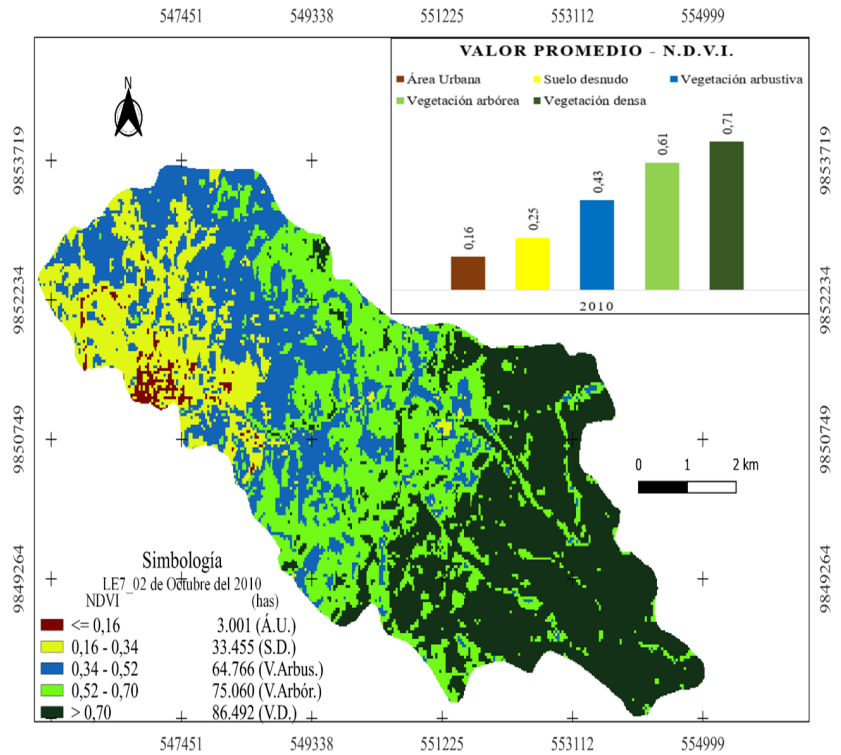 547451 549338 551225 553112 554999
VALOR PROMEDIO - N.D.V.I.
Área Urbana Suelo desnudo Vegetación arbustiva
Vegetación arbórea Vegetación densa
0,16 0,25 0,43 0,61 0,71
2010
N
9853719 9853719
9852234 9852234
9850749 9850749
9849264 9849264
0 1 2 km
Simbología
LE7_02 de Octubre del 2010
NDVI (has)
<= 0,16 3.001 (Á.U.)
0,16 - 0,34 33.455 (S.D.)
0,34 - 0,52 64.766 (V.Arbus.)
0,52 - 0,70 75.060 (V.Arbór.)
> 0,70 86.492 (V.D.)
547451 549338 551225 553112 554999